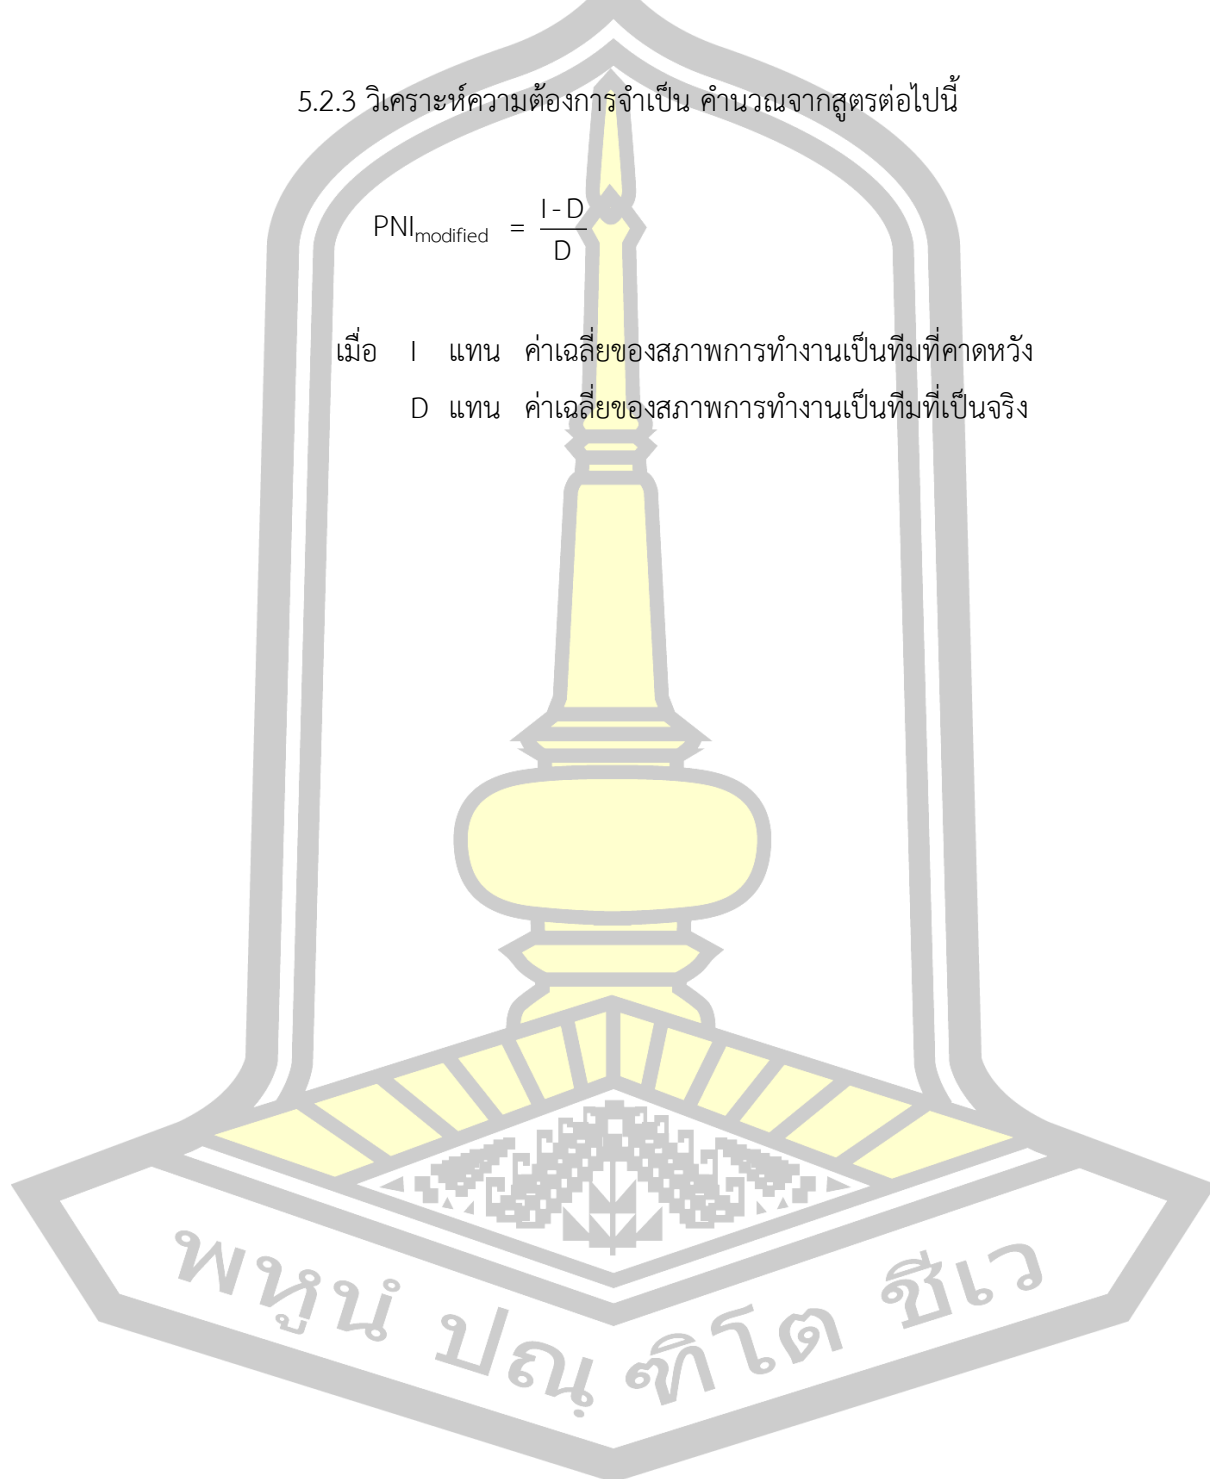 5.2.3 วิเคราะห์ความต้องการจำเป็น คำนวณจากสูตรต่อไปนี้
PNImodified = I - D
D
เมื่อ I แทน ค่าเฉลี่ยของสภาพการทำงานเป็นทีมที่คาดหวัง
D แทน ค่าเฉลี่ยของสภาพการทำงานเป็นทีมที่เป็นจริง
พหูนํ ปณฺฑิโต ชีเว